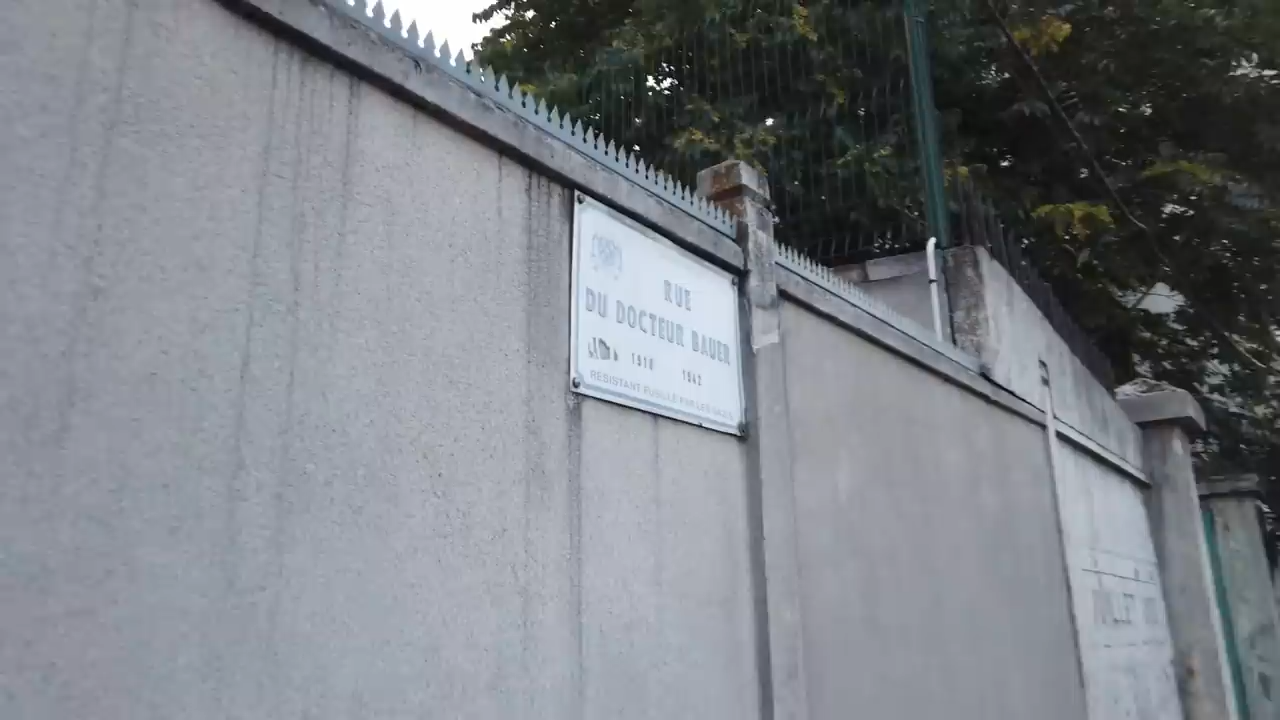 RUE
DU DOCTEUR BAUER
1910 1942
RÉSISTANT FUSILLÉ PAR LES NAZIS